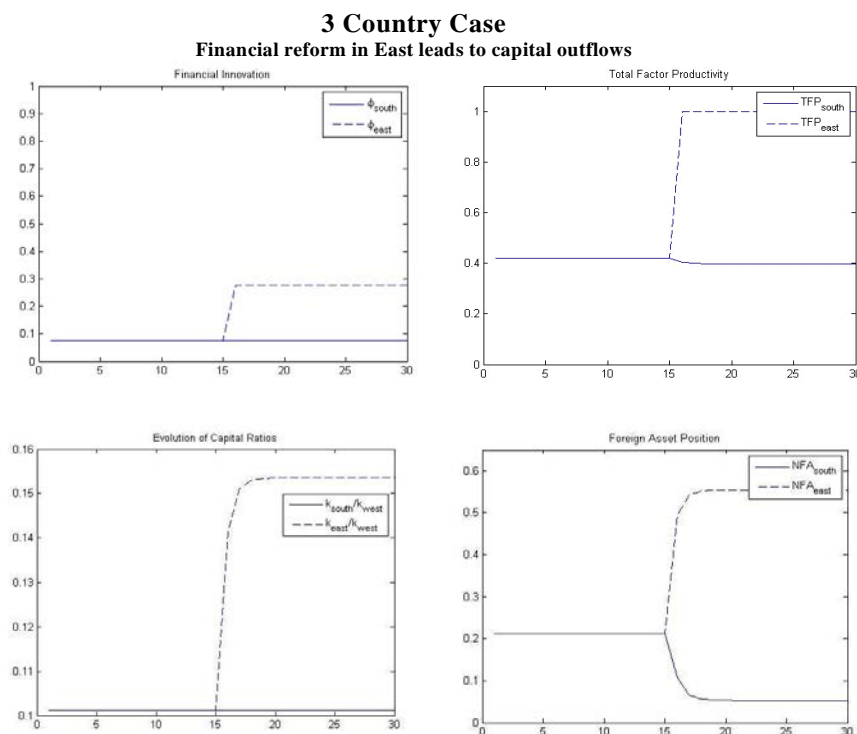 3 Country Case
Financial reform in East leads to capital outflows
Financial Innovation
1
0.9
0.8
0.7
0.6
0.5
0.4
0.3
0.2
0.1
0
0 5 10 15 20 25 30
ϕsouth
ϕeast
Total Factor Productivity
1
0.8
0.6
0.4
0.2
0
0 5 10 15 20 25 30
TFPsouth
TFPeast
Evolution of Capital Ratios
0.16
0.15
0.14
0.13
0.12
0.11
0.1
0 5 10 15 20 25 30
ksouth/kwest
keast/kwest
Foreign Asset Position
0.6
0.5
0.4
0.3
0.2
0.1
0
0 5 10 15 20 25 30
NFAsouth
NFAeast